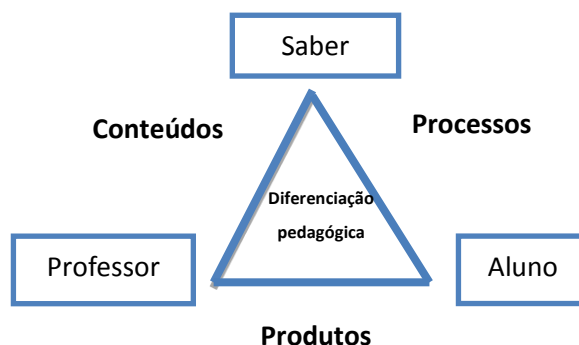 Saber
Conteúdos
Processos
Diferenciação
pedagógica
Professor
Aluno
Produtos